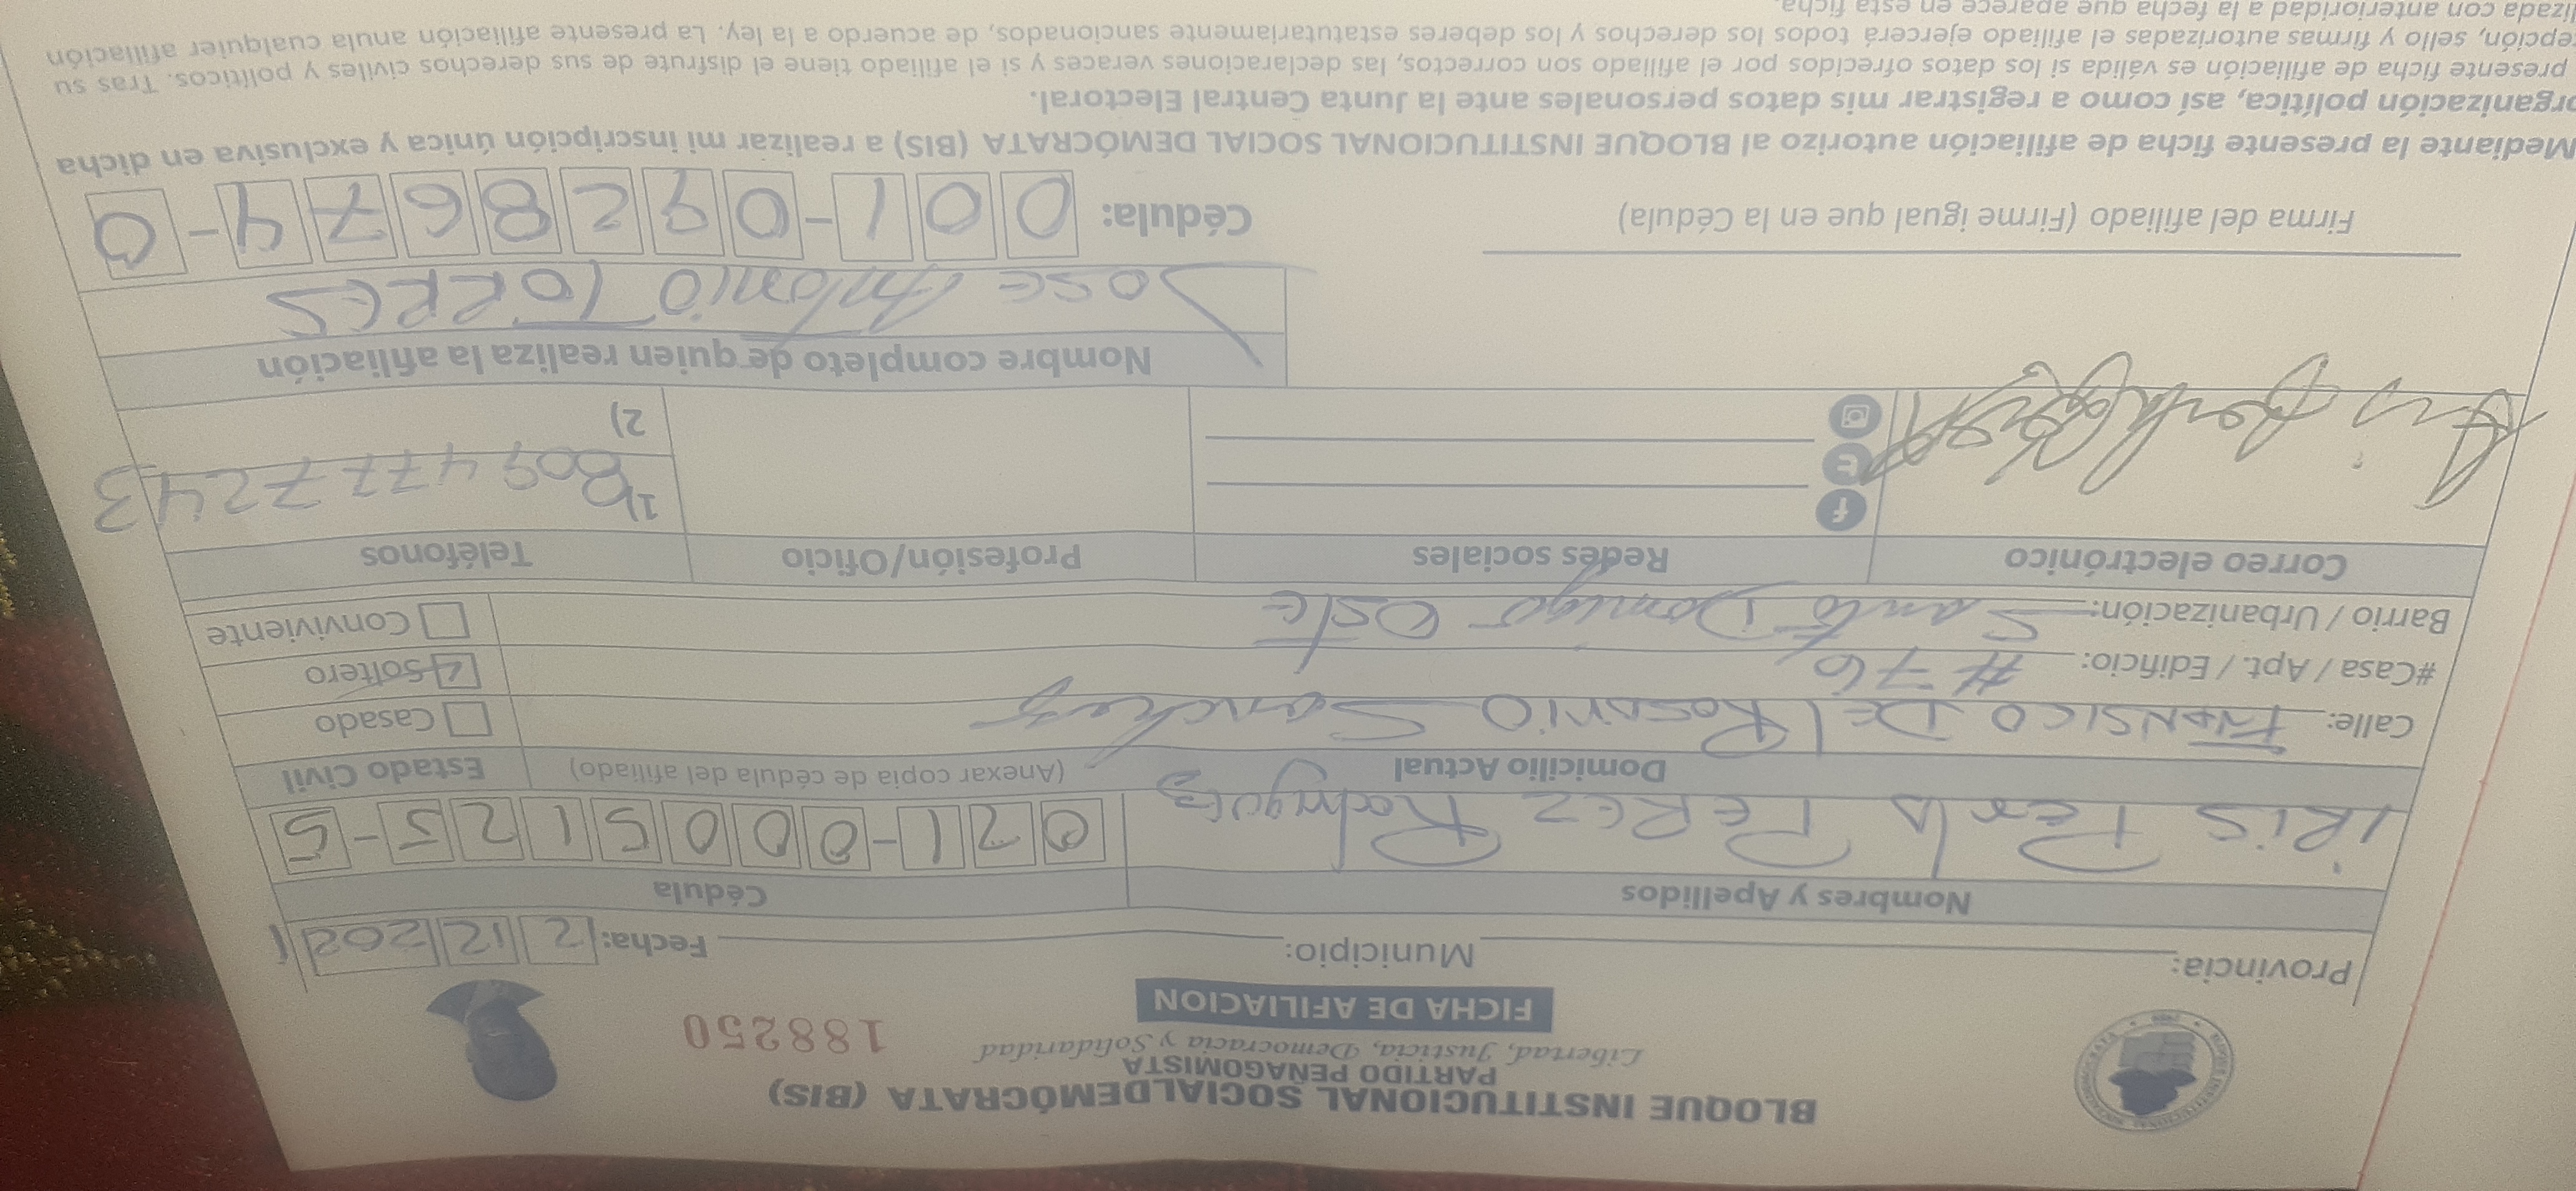 BLOQUE INSTITUCIONAL SOCIALDEMÓCRATA (BIS)
PARTIDO PEÑAGOMISTA
Libertad, Justicia, Democracia y Solidaridad
188250
FICHA DE AFILIACION
Provincia: Municipio: Fecha: 12 12 2021
Nombres y Apellidos Cédula
IRIS PErla PEREZ Rodriguez 021-0005125-5
Domicilio Actual (Anexar copia de cédula del afiliado) Estado Civil
Calle: FRANSICO DEL ROSARIO Sanchez Casado
#Casa / Apt. / Edificio: #76 Soltero
Barrio / Urbanización: Santo Domigo Oste Conviviente
Correo electrónico Redes sociales Profesión/Oficio Teléfonos
1) 809 477 7243
2)
Nombre completo de quien realiza la afiliación
JOSE Antonio TORRES
Firma del afiliado (Firme igual que en la Cédula) Cédula: 001-0928674-0
Mediante la presente ficha de afiliación autorizo al BLOQUE INSTITUCIONAL SOCIAL DEMÓCRATA (BIS) a realizar mi inscripción única y exclusiva en dicha
organización política, así como a registrar mis datos personales ante la Junta Central Electoral.
presente ficha de afiliación es válida si los datos ofrecidos por el afiliado son correctos, las declaraciones veraces y si el afiliado tiene el disfrute de sus derechos civiles y políticos. Tras su
epción, sello y firmas autorizadas el afiliado ejercerá todos los derechos y los deberes estatutariamente sancionados, de acuerdo a la ley. La presente afiliación anula cualquier afiliación
lizada con anterioridad a la fecha que aparece en esta ficha.